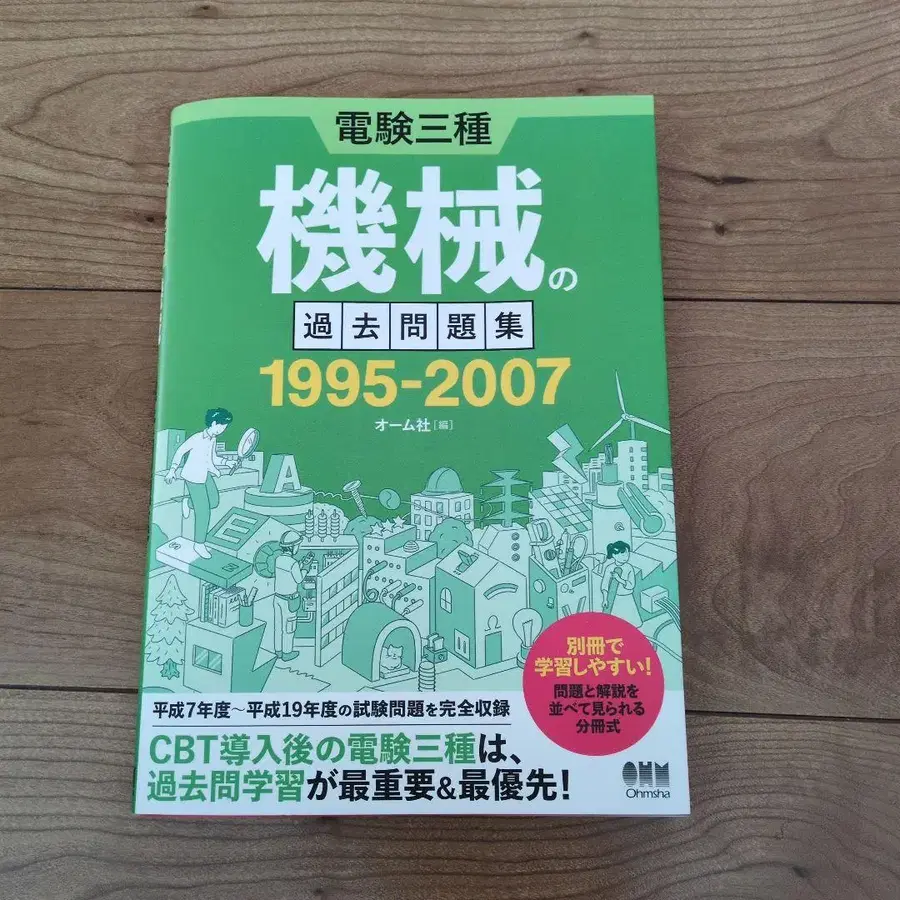 電験三種
機械の
過去問題集
1995-2007
オーム社[編]
A
E
別冊で
学習しやすい!
問題と解説を
並べて見られる
分冊式
平成7年度~平成19年度の試験問題を完全収録
CBT導入後の電験三種は、
過去問学習が最重要&最優先!
OHM
Ohmsha